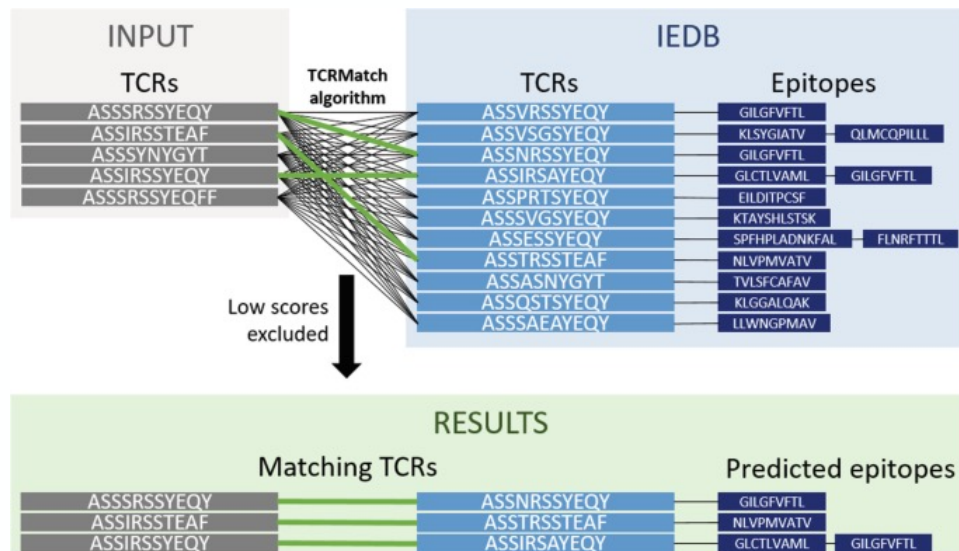 INPUT
IEDB
TCRs
TCRMatch
algorithm
TCRs
Epitopes
ASSSRSSYEQY
ASSVRSSYEQY
GILGFVFTL
ASSIRSSTEAF
ASSVSGSYEQY
KLSYGIATV
QLMCQPILLL
ASSSYNYGYT
ASSNRSSYEQY
GILGFVFTL
ASSIRSSYEQY
ASSIRSAYEQY
GLCTLVAML
GILGFVFTL
ASSSRSSYEQFF
ASSPRTSYEQY
EILDITPCSF
ASSSVGSYEQY
KTAYSHLSTSK
ASSESSYEQY
SPFHPLADNKFAL
FLNRFTTTL
ASSTRSSTEAF
NLVPMVATV
ASSASNYGYT
TVLSFCAFAV
ASSQSTSYEQY
KLGGALQAK
ASSSAEAYEQY
LLWNGPMAV
Low scores
excluded
RESULTS
Matching TCRs
Predicted epitopes
ASSSRSSYEQY
ASSNRSSYEQY
GILGFVFTL
ASSIRSSTEAF
ASSTRSSTEAF
NLVPMVATV
ASSIRSSYEQY
ASSIRSAYEQY
GLCTLVAML
GILGFVFTL